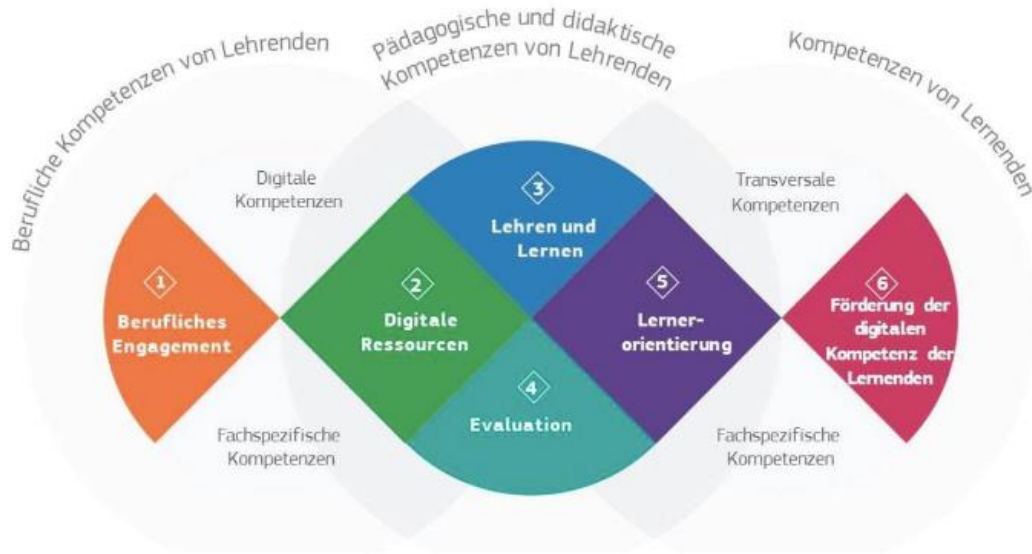 Berufliche Kompetenzen von Lehrenden
Pädagogische und didaktische
Kompetenzen von Lehrenden
Kompetenzen von Lernenden
Digitale
Kompetenzen
Transversale
Kompetenzen
1
Berufliches
Engagement
2
Digitale
Ressourcen
3
Lehren und
Lernen
4
Evaluation
5
Lerner-
orientierung
6
Förderung der
digitalen
Kompetenz der
Lernenden
Fachspezifische
Kompetenzen
Fachspezifische
Kompetenzen